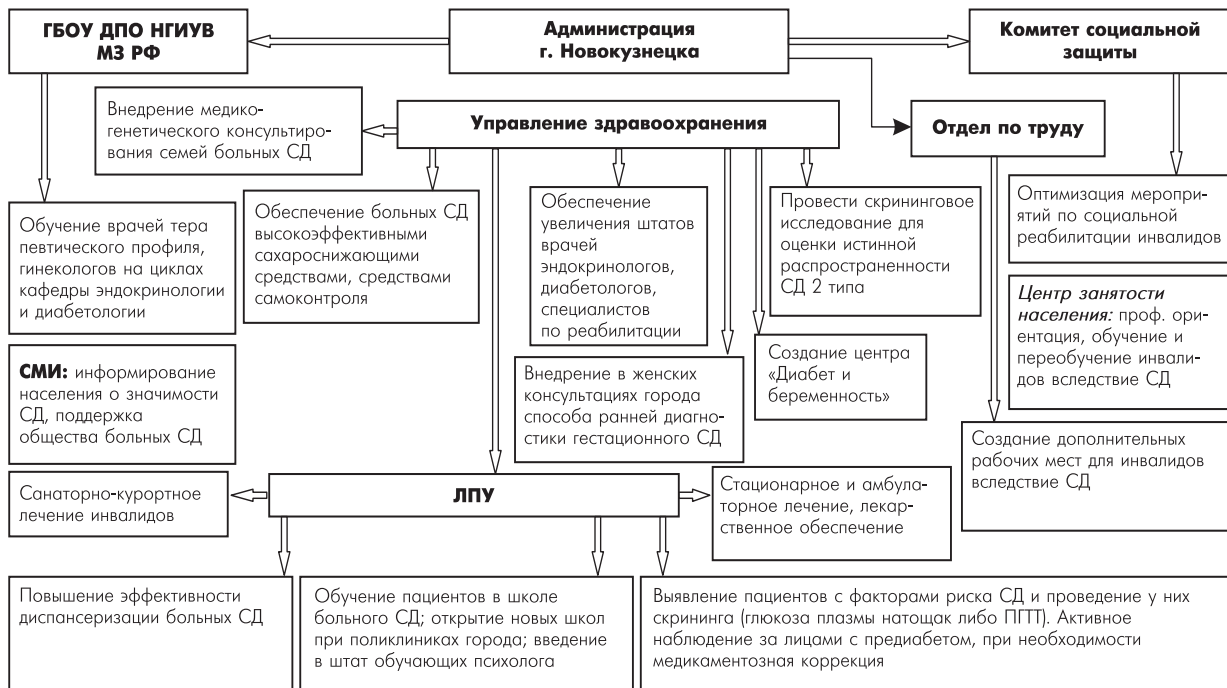 ГБОУ ДПО НГИУВ
МЗ РФ
Администрация
г. Новокузнецка
Комитет социальной
защиты
Внедрение медико-
генетического консультиро-
вания семей больных СД
Управление здравоохранения
Отдел по труду
Обучение врачей тера
певтического профиля,
гинекологов на циклах
кафедры эндокринологии
и диабетологии
Обеспечение больных СД
высокоэффективными
сахароснижающими
средствами, средствами
самоконтроля
Обеспечение
увеличения штатов
врачей
эндокринологов,
диабетологов,
специалистов
по реабилитации
Провести скрининговое
исследование для
оценки истинной
распространенности
СД 2 типа
Оптимизация меропри-
ятий по социальной
реабилитации инвалидов
Центр занятости
населения: проф. ори-
ентация, обучение и
переобучение инвали-
дов вследствие СД
СМИ: информирование
населения о значимости
СД, поддержка
общества больных СД
Внедрение в женских
консультациях города
способа ранней диагно-
стики гестационного СД
Создание центра
«Диабет и
беременность»
Создание дополнительных
рабочих мест для инвалидов
вследствие СД
Санаторно-курортное
лечение инвалидов
ЛПУ
Стационарное и амбула-
торное лечение, лекар-
ственное обеспечение
Повышение эффективности
диспансеризации больных СД
Обучение пациентов в школе
больного СД; открытие новых школ
при поликлиниках города; введение
в штат обучающих психолога
Выявление пациентов с факторами риска СД и проведение у них
скрининга (глюкоза плазмы натощак либо ПГТТ). Активное
наблюдение за лицами с предиабетом, при необходимости
медикаментозная коррекция